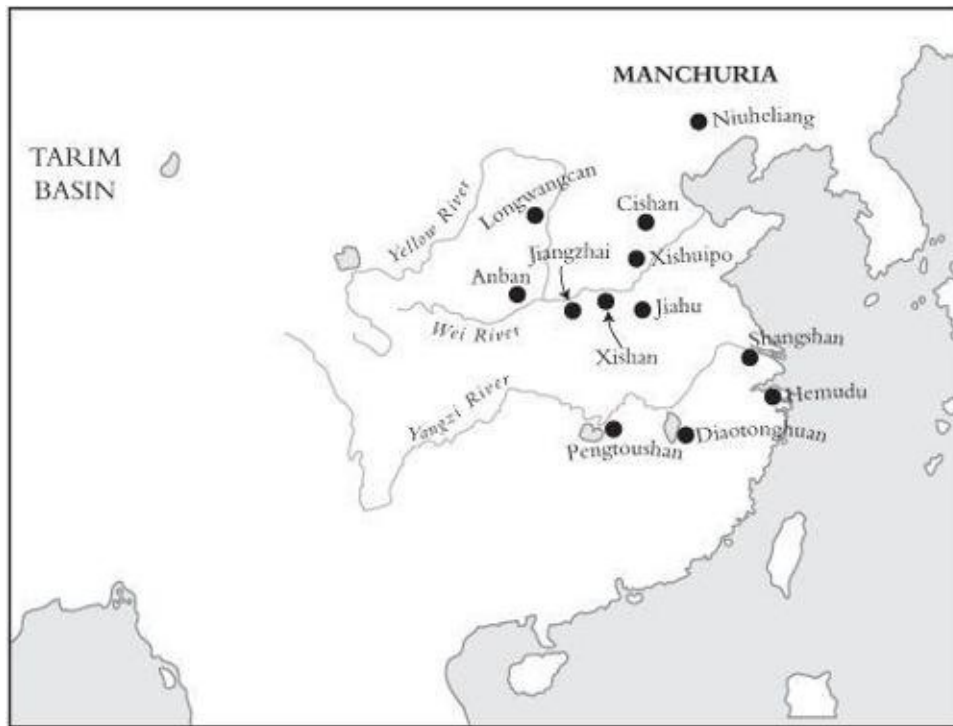 MANCHURIA
Niuheliang
TARIM
BASIN
Yellow River
Longwangcan
Cishan
Jiangzhai
Xishuipo
Anban
Wei River
Jiahu
Xishan
Shangshan
Yangzi River
Hemudu
Pengtoushan
Diaotonghuan